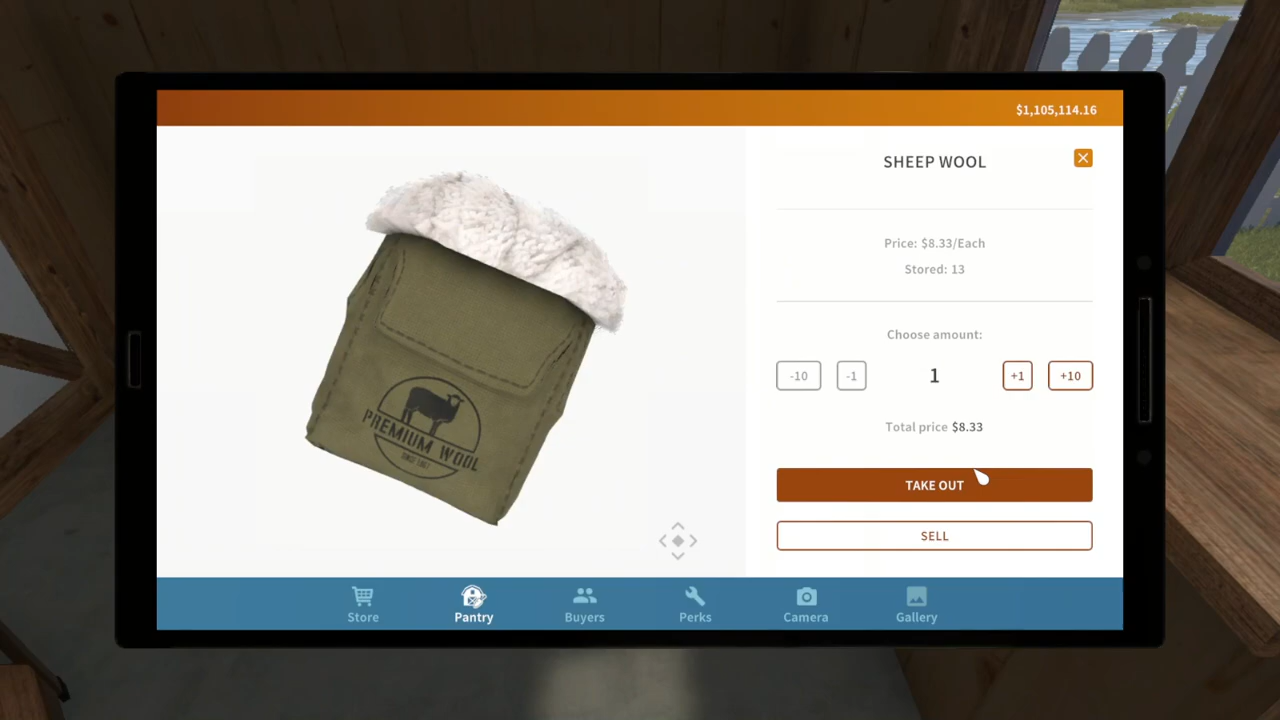 $1,105,114.16
SHEEP WOOL
Price: $8.33/Each
Stored: 13
Choose amount:
-10
-1
1
+1
+10
Total price $8.33
TAKE OUT
SELL
PREMIUM WOOL
Store
Pantry
Buyers
Perks
Camera
Gallery